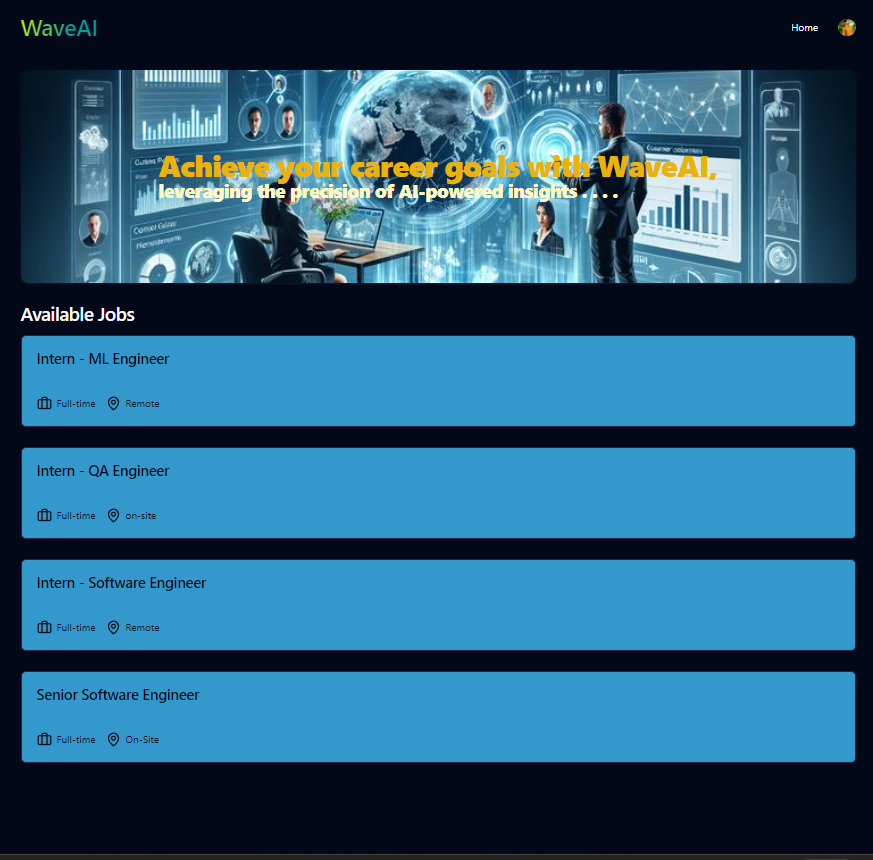 WaveAI
Home
Achieve your career goals with WaveAI,
leveraging the precision of AI-powered insights . . . .
Available Jobs
Intern - ML Engineer
Full-time Remote
Intern - QA Engineer
Full-time on-site
Intern - Software Engineer
Full-time Remote
Senior Software Engineer
Full-time On-Site